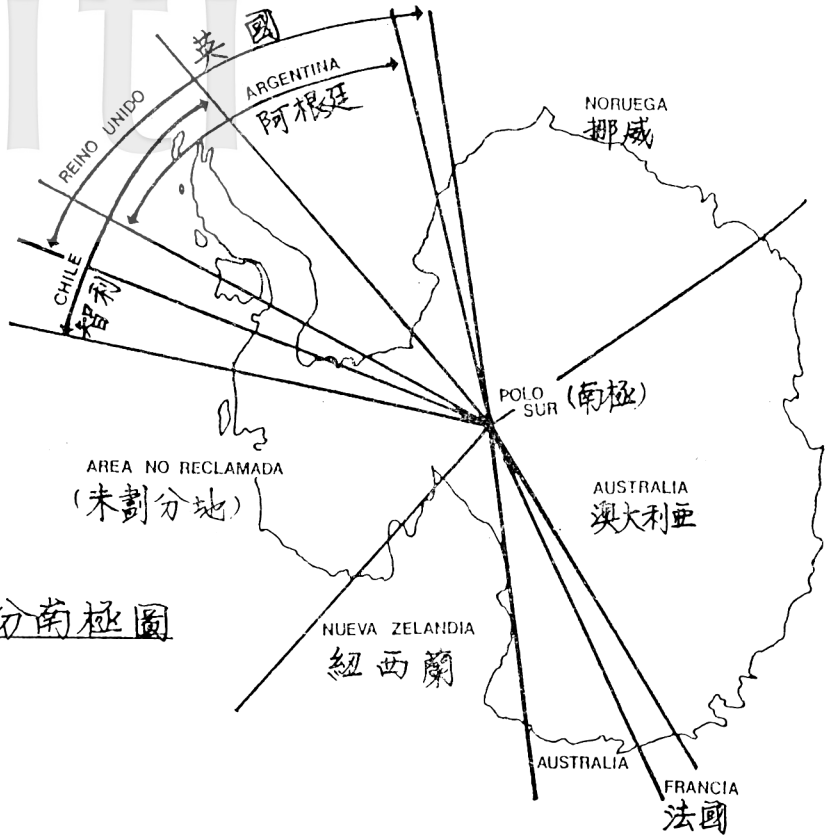 英國
REINO UNIDO
ARGENTINA
阿根廷
NORUEGA
挪威
CHILE
智利
POLO
SUR (南極)
AREA NO RECLAMADA
(未劃分地)
AUSTRALIA
澳大利亜
分南極圖
NUEVA ZELANDIA
紐西蘭
AUSTRALIA
FRANCIA
法國